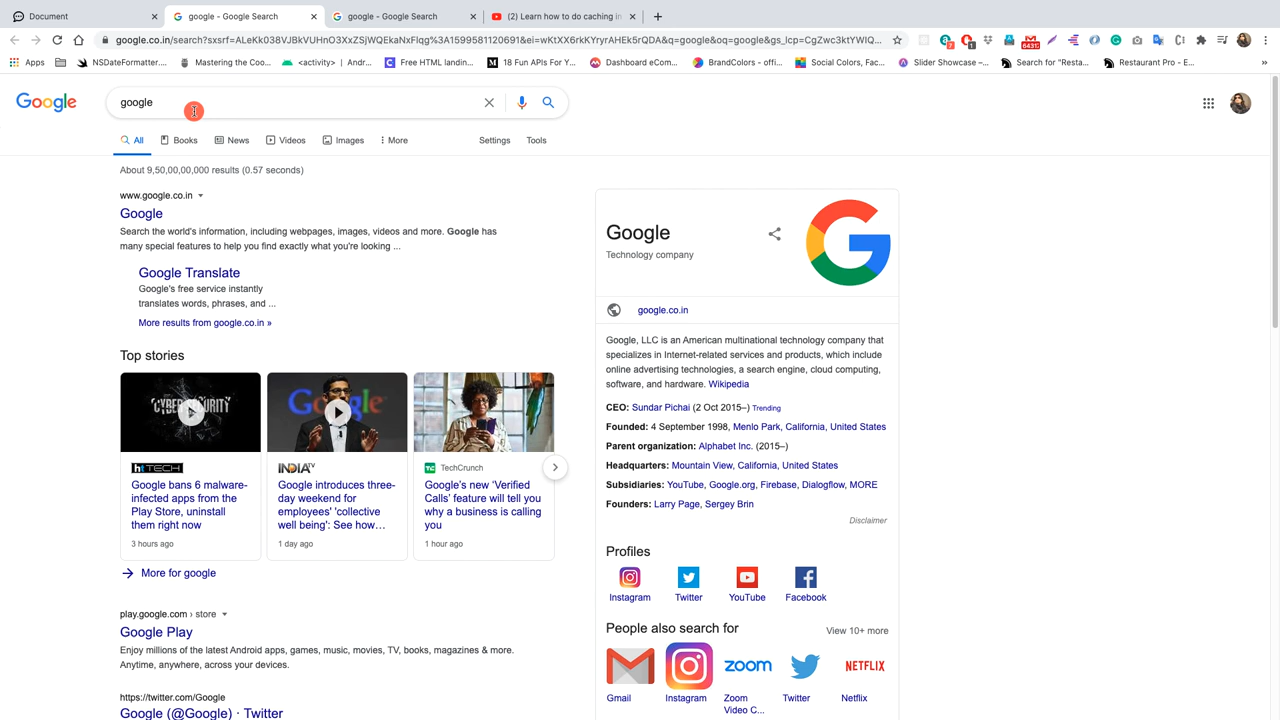 Document
google - Google Search
google - Google Search
(2) Learn how to do caching in
google.co.in/search?sxsrf=ALeKk038VJBkVUHnO3XxZSiWQEkaNxFlqg%3A1599581120691&ei=wKtXX6rkKYryrAHEk5rQDA&q=google&oq=google&gs_lcp=CgZwc3ktYWIQ...
Apps
NSDateFormatter....
Mastering the Coo...
<activity> | Andr...
Free HTML landin...
18 Fun APIs For Y...
Dashboard eCom...
BrandColors - offi...
Social Colors, Fac...
Slider Showcase –...
Search for "Resta...
Restaurant Pro - E...
Google
google
All
Books
News
Videos
Images
More
Settings
Tools
About 9,50,00,00,000 results (0.57 seconds)
www.google.co.in
Google
Search the world's information, including webpages, images, videos and more. Google has
many special features to help you find exactly what you're looking ...
Google Translate
Google's free service instantly
translates words, phrases, and ...
More results from google.co.in »
Top stories
CYBER SECURITY
Google
ht TECH
Google bans 6 malware-
infected apps from the
Play Store, uninstall
them right now
3 hours ago
INDIA TV
Google introduces three-
day weekend for
employees' 'collective
well being': See how...
1 day ago
TechCrunch
Google's new 'Verified
Calls' feature will tell you
why a business is calling
you
1 hour ago
More for google
play.google.com › store
Google Play
Enjoy millions of the latest Android apps, games, music, movies, TV, books, magazines & more.
Anytime, anywhere, across your devices.
https://twitter.com/Google
Google (@Google) · Twitter
Google
Technology company
google.co.in
Google, LLC is an American multinational technology company that
specializes in Internet-related services and products, which include
online advertising technologies, a search engine, cloud computing,
software, and hardware. Wikipedia
CEO: Sundar Pichai (2 Oct 2015–) Trending
Founded: 4 September 1998, Menlo Park, California, United States
Parent organization: Alphabet Inc. (2015–)
Headquarters: Mountain View, California, United States
Subsidiaries: YouTube, Google.org, Firebase, Dialogflow, MORE
Founders: Larry Page, Sergey Brin
Disclaimer
Profiles
Instagram
Twitter
YouTube
Facebook
People also search for
View 10+ more
zoom
NETFLIX
Gmail
Instagram
Zoom
Video C...
Twitter
Netflix